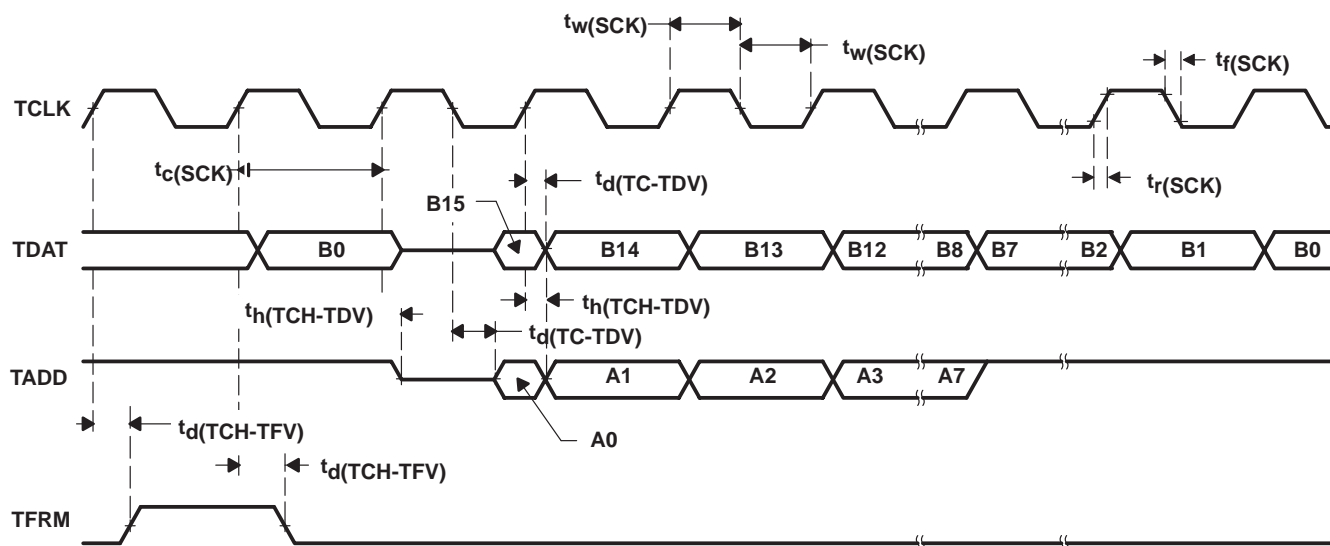 tw(SCK)
tw(SCK)
tf(SCK)
TCLK
tc(SCK)
td(TC-TDV)
tr(SCK)
B15
TDAT
B0
B14
B13
B12
B8
B7
B2
B1
B0
th(TCH-TDV)
th(TCH-TDV)
td(TC-TDV)
TADD
A1
A2
A3
A7
td(TCH-TFV)
A0
td(TCH-TFV)
TFRM